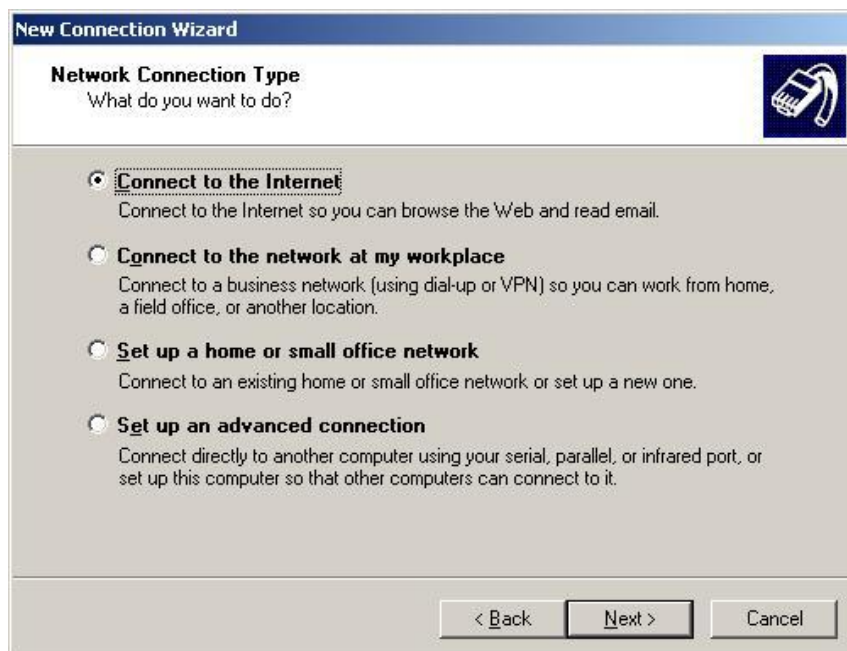 New Connection Wizard
Network Connection Type
What do you want to do?
Connect to the Internet
Connect to the Internet so you can browse the Web and read email.
Connect to the network at my workplace
Connect to a business network (using dial-up or VPN) so you can work from home,
a field office, or another location.
Set up a home or small office network
Connect to an existing home or small office network or set up a new one.
Set up an advanced connection
Connect directly to another computer using your serial, parallel, or infrared port, or
set up this computer so that other computers can connect to it.
< Back Next > Cancel